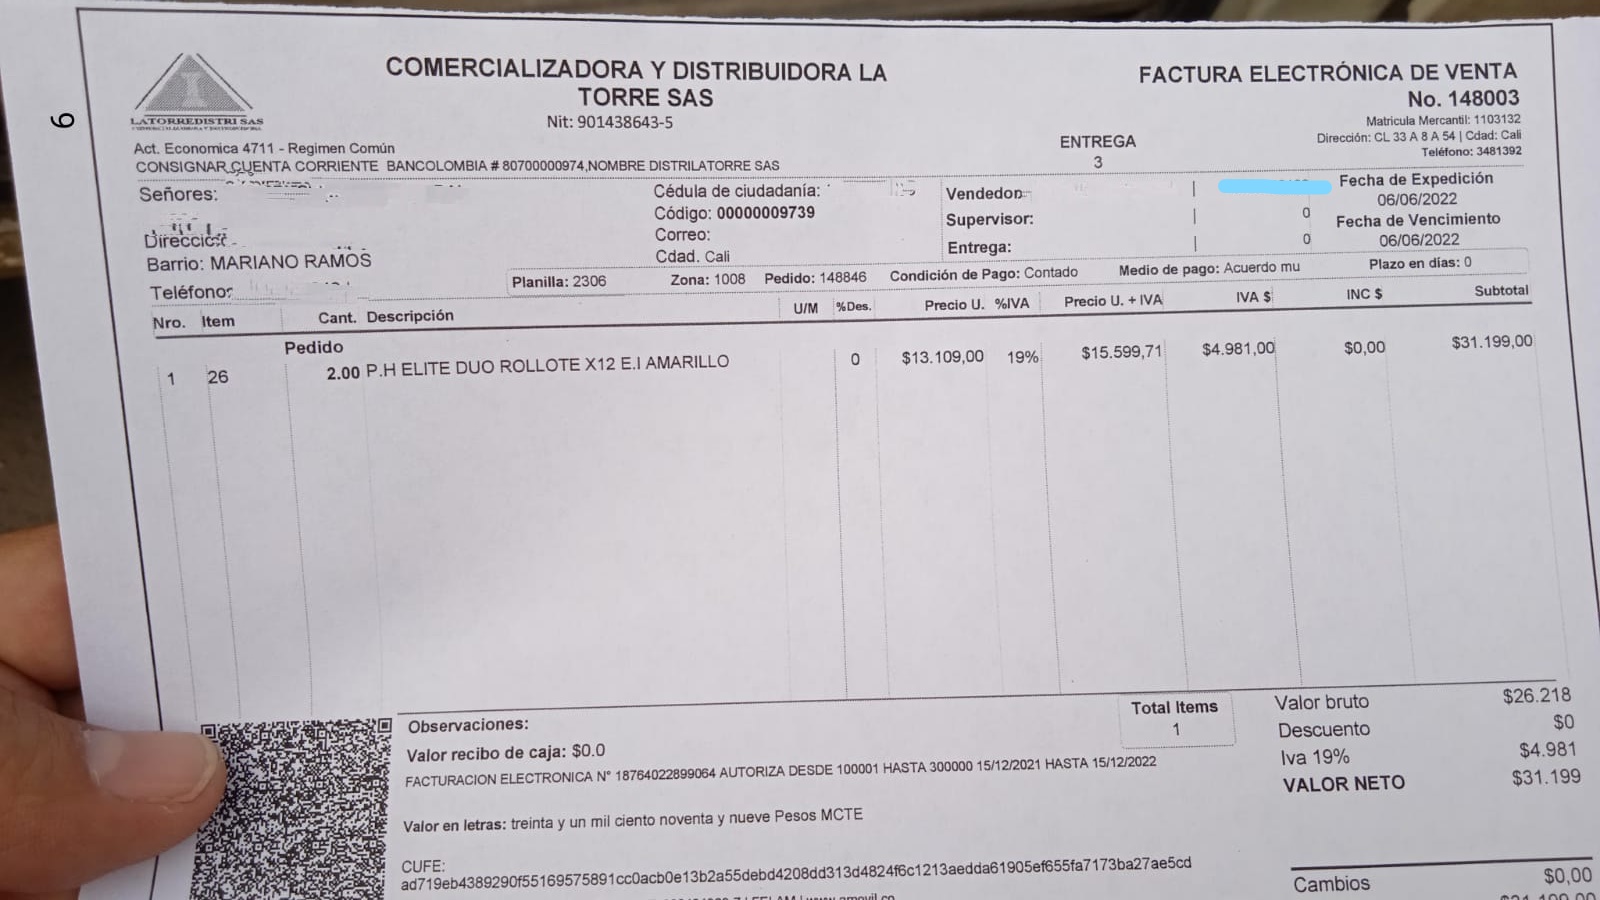 6
LATORREDISTRI SAS
COMERCIALIZADORA Y DISTRIBUIDORA LA
TORRE SAS
Nit: 901438643-5
FACTURA ELECTRÓNICA DE VENTA
No. 148003
Matricula Mercantil: 1103132
Dirección: CL 33 A 8 A 54 | Cdad: Cali
Teléfono: 3481392
ENTREGA
3
Act. Economica 4711 - Regimen Común
CONSIGNAR CUENTA CORRIENTE BANCOLOMBIA # 80700000974,NOMBRE DISTRILATORRE SAS
Señores:
Dirección:
Barrio: MARIANO RAMOS
Teléfono:
Cédula de ciudadanía:
Código: 00000009739
Correo:
Cdad. Cali
Vendedor: |
Supervisor: | 0
Entrega: | 0
Fecha de Expedición
06/06/2022
Fecha de Vencimiento
06/06/2022
Planilla: 2306 Zona: 1008 Pedido: 148846 Condición de Pago: Contado Medio de pago: Acuerdo mu Plazo en días: 0
Nro. Item Cant. Descripción U/M %Des. Precio U. %IVA Precio U. + IVA IVA $ INC $ Subtotal
Pedido
1 26 2.00 P.H ELITE DUO ROLLOTE X12 E.I AMARILLO 0 $13.109,00 19% $15.599,71 $4.981,00 $0,00 $31.199,00
Observaciones:
Valor recibo de caja: $0.0
FACTURACION ELECTRONICA N° 18764022899064 AUTORIZA DESDE 100001 HASTA 300000 15/12/2021 HASTA 15/12/2022
Valor en letras: treinta y un mil ciento noventa y nueve Pesos MCTE
CUFE:
ad719eb4389290f55169575891cc0acb0e13b2a55debd4208dd313d4824f6c1213aedda61905ef655fa7173ba27ae5cd
Total Items
1
Valor bruto $26.218
Descuento $0
Iva 19% $4.981
VALOR NETO $31.199
Cambios $0,00